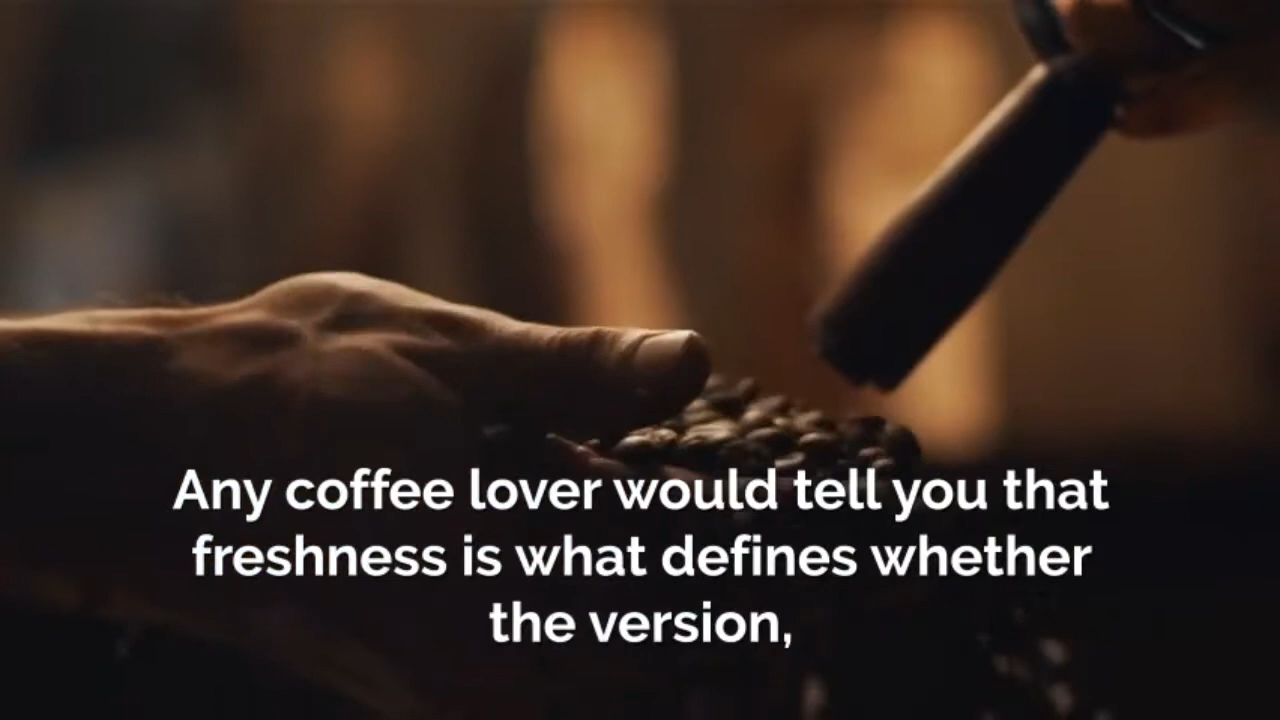 Any coffee lover would tell you that
freshness is what defines whether
the version,